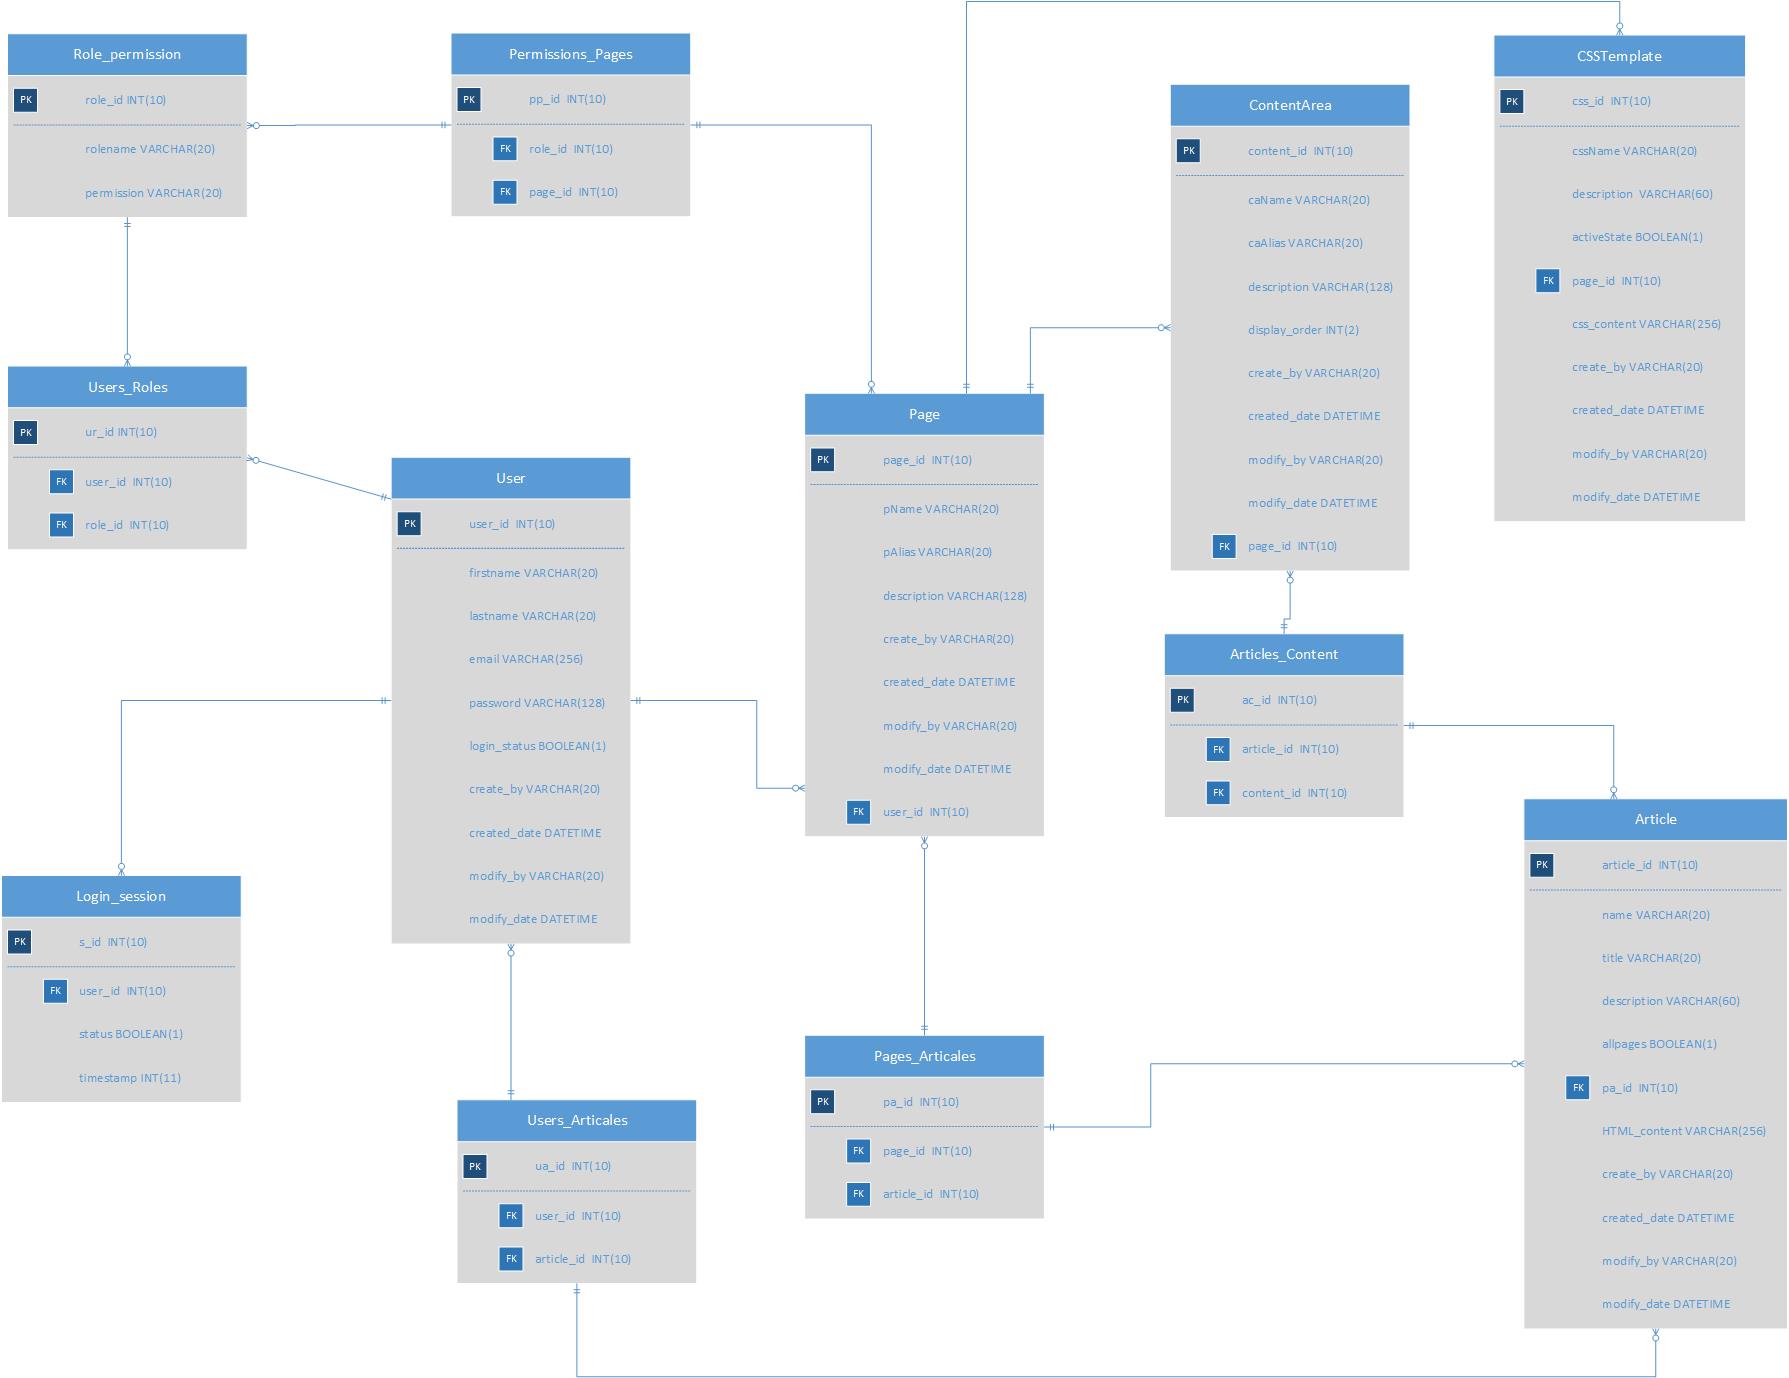 Role_permission
PK role_id INT(10)
rolename VARCHAR(20)
permission VARCHAR(20)
Permissions_Pages
PK pp_id INT(10)
FK role_id INT(10)
FK page_id INT(10)
ContentArea
PK content_id INT(10)
caName VARCHAR(20)
caAlias VARCHAR(20)
description VARCHAR(128)
display_order INT(2)
create_by VARCHAR(20)
created_date DATETIME
modify_by VARCHAR(20)
modify_date DATETIME
FK page_id INT(10)
CSSTemplate
PK css_id INT(10)
cssName VARCHAR(20)
description VARCHAR(60)
activeState BOOLEAN(1)
FK page_id INT(10)
css_content VARCHAR(256)
create_by VARCHAR(20)
created_date DATETIME
modify_by VARCHAR(20)
modify_date DATETIME
Users_Roles
PK ur_id INT(10)
FK user_id INT(10)
FK role_id INT(10)
User
PK user_id INT(10)
firstname VARCHAR(20)
lastname VARCHAR(20)
email VARCHAR(256)
password VARCHAR(128)
login_status BOOLEAN(1)
create_by VARCHAR(20)
created_date DATETIME
modify_by VARCHAR(20)
modify_date DATETIME
Page
PK page_id INT(10)
pName VARCHAR(20)
pAlias VARCHAR(20)
description VARCHAR(128)
create_by VARCHAR(20)
created_date DATETIME
modify_by VARCHAR(20)
modify_date DATETIME
FK user_id INT(10)
Articles_Content
PK ac_id INT(10)
FK article_id INT(10)
FK content_id INT(10)
Article
PK article_id INT(10)
name VARCHAR(20)
title VARCHAR(20)
description VARCHAR(60)
allpages BOOLEAN(1)
FK pa_id INT(10)
HTML_content VARCHAR(256)
create_by VARCHAR(20)
created_date DATETIME
modify_by VARCHAR(20)
modify_date DATETIME
Login_session
PK s_id INT(10)
FK user_id INT(10)
status BOOLEAN(1)
timestamp INT(11)
Users_Articales
PK ua_id INT(10)
FK user_id INT(10)
FK article_id INT(10)
Pages_Articales
PK pa_id INT(10)
FK page_id INT(10)
FK article_id INT(10)